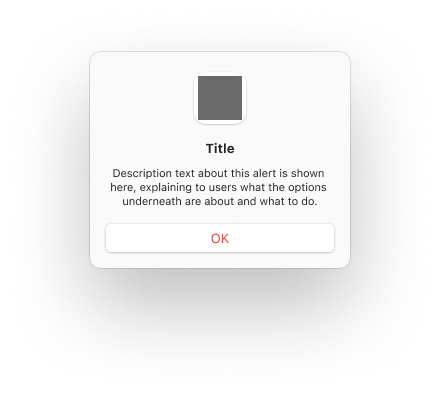 Title
Description text about this alert is shown
here, explaining to users what the options
underneath are about and what to do.
OK